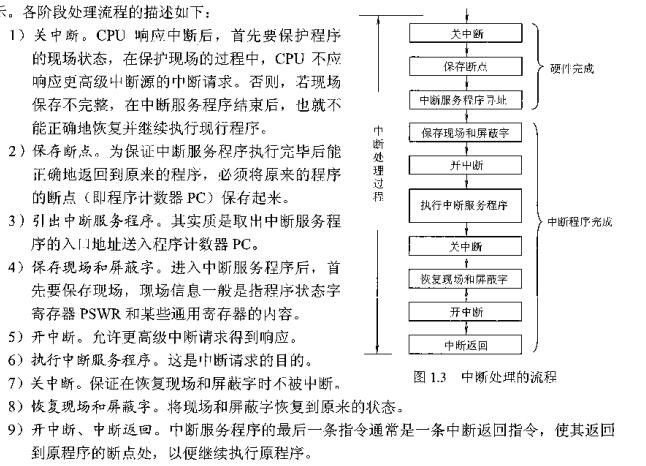 示。各阶段处理流程的描述如下：
1）关中断。CPU 响应中断后，首先要保护程序
的现场状态，在保护现场的过程中，CPU 不应
响应更高级中断源的中断请求。否则，若现场
保存不完整，在中断服务程序结束后，也就不
能正确地恢复并继续执行现行程序。
2）保存断点。为保证中断服务程序执行完毕后能
正确地返回到原来的程序，必须将原来的程序
的断点（即程序计数器 PC）保存起来。
3）引出中断服务程序。其实质是取出中断服务程
序的入口地址送入程序计数器 PC。
4）保存现场和屏蔽字。进入中断服务程序后，首
先要保存现场，现场信息一般是指程序状态字
寄存器 PSWR 和某些通用寄存器的内容。
5）开中断。允许更高级中断请求得到响应。
6）执行中断服务程序。这是中断请求的目的。
7）关中断。保证在恢复现场和屏蔽字时不被中断。
8）恢复现场和屏蔽字。将现场和屏蔽字恢复到原来的状态。
9）开中断、中断返回。中断服务程序的最后一条指令通常是一条中断返回指令，使其返回
到原程序的断点处，以便继续执行原程序。
中断处理过程
关中断
保存断点
中断服务程序寻址
硬件完成
保存现场和屏蔽字
开中断
执行中断服务程序
关中断
恢复现场和屏蔽字
开中断
中断返回
中断程序完成
图 1.3 中断处理的流程